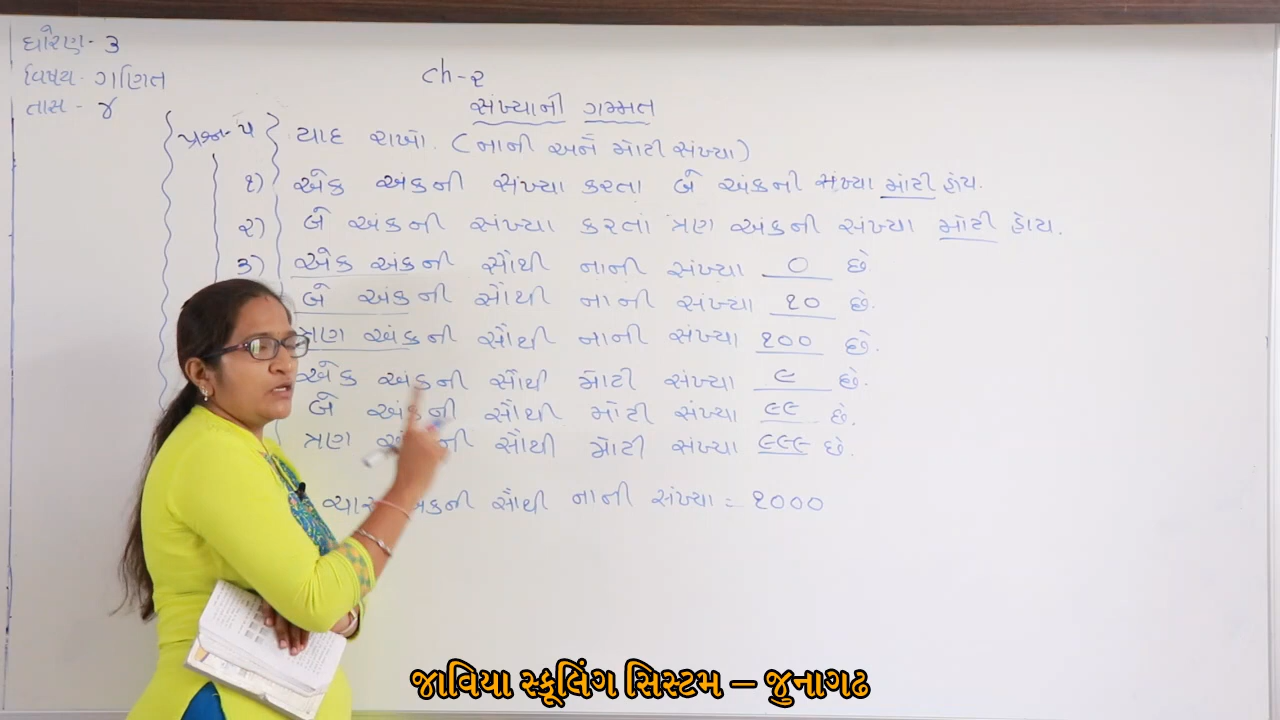 ધોરણ - ૩
વિષય - ગણિત
તાસ - ૪
ch - ૨
સંખ્યાની ગમ્મત
પ્રશ્ન - ૫ યાદ રાખો. (નાની અને મોટી સંખ્યા)
૧) એક અંકની સંખ્યા કરતા બે અંકની સંખ્યા મોટી હોય.
૨) બે અંકની સંખ્યા કરતાં ત્રણ અંકની સંખ્યા મોટી હોય.
૩) એક અંકની સૌથી નાની સંખ્યા ૦ છે
બે અંકની સૌથી નાની સંખ્યા ૧૦ છે.
ત્રણ અંકની સૌથી નાની સંખ્યા ૧૦૦ છે.
એક અંકની સૌથી મોટી સંખ્યા ૯ છે.
બે અંકની સૌથી મોટી સંખ્યા ૯૯ છે.
ત્રણ અંકની સૌથી મોટી સંખ્યા ૯૯૯ છે.
ચાર અંકની સૌથી નાની સંખ્યા = ૧૦૦૦
જાવિયા સ્કૂલિંગ સિસ્ટમ – જુનાગઢ